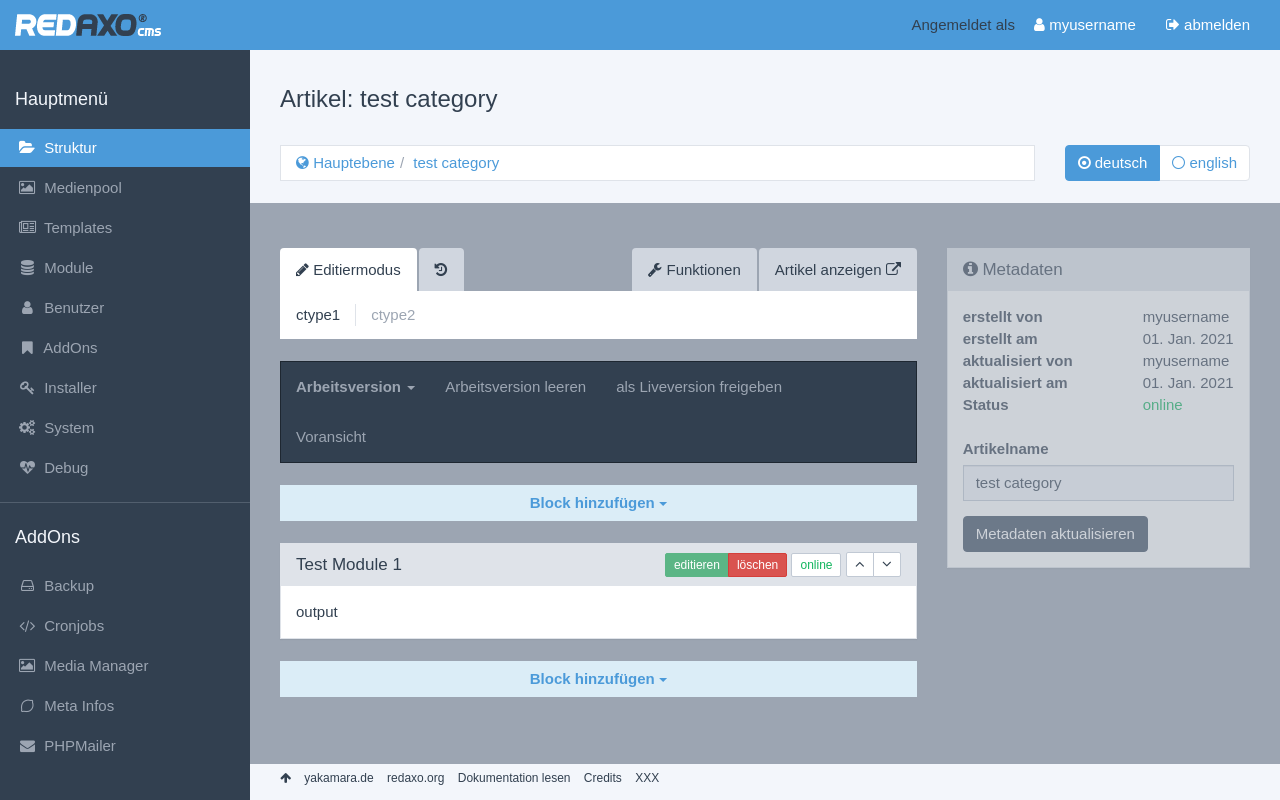 REDAXO® cms
Angemeldet als myusername abmelden
Hauptmenü
Struktur
Medienpool
Templates
Module
Benutzer
AddOns
Installer
System
Debug
AddOns
Backup
Cronjobs
Media Manager
Meta Infos
PHPMailer
Artikel: test category
Hauptebene / test category
deutsch english
Editiermodus Funktionen Artikel anzeigen
ctype1 ctype2
Arbeitsversion Arbeitsversion leeren als Liveversion freigeben
Voransicht
Block hinzufügen
Test Module 1 editieren löschen online
output
Block hinzufügen
Metadaten
erstellt von myusername
erstellt am 01. Jan. 2021
aktualisiert von myusername
aktualisiert am 01. Jan. 2021
Status online
Artikelname
test category
Metadaten aktualisieren
yakamara.de redaxo.org Dokumentation lesen Credits XXX